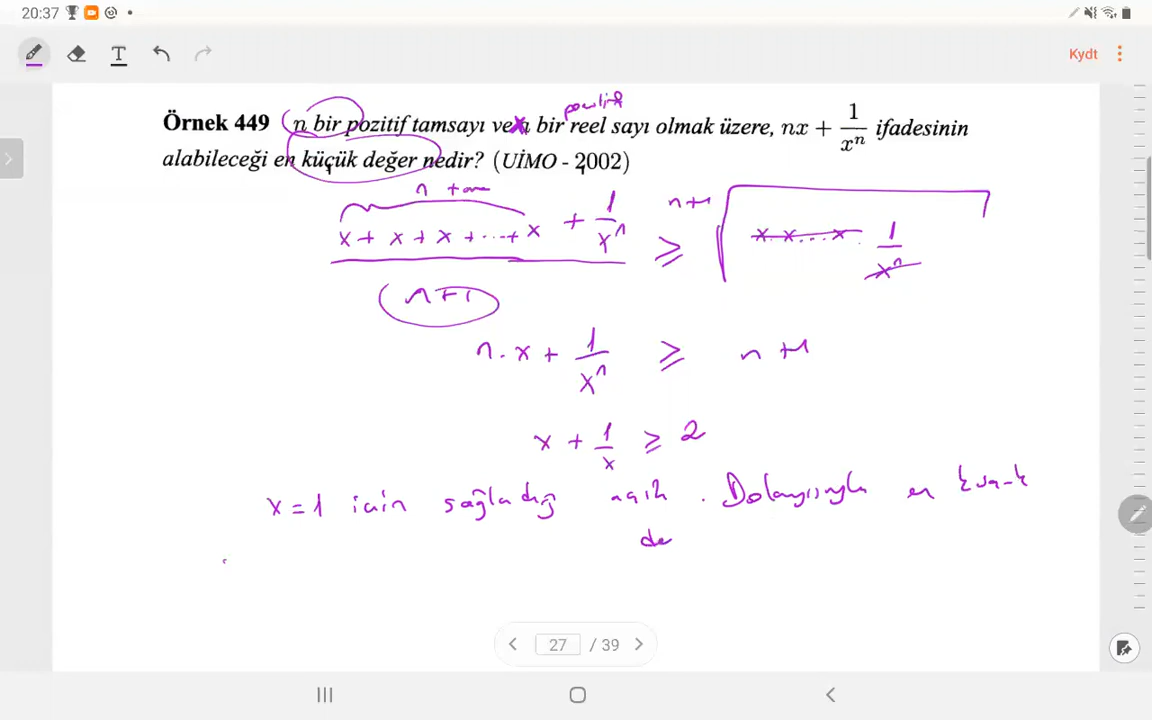 20:37
T
Kydt
pozitif
Örnek 449 n bir pozitif tamsayı ve x bir reel sayı olmak üzere, nx + 1/x^n ifadesinin
alabileceği en küçük değer nedir? (UİMO - 2002)
n tane
x + x + x + ... + x + 1/x^n ≥ n+1√ x.x...x . 1/x^n
n+1
n.x + 1/x^n ≥ n+1
x + 1/x ≥ 2
x = 1 için sağladığı açık. Dolayısıyla en küçük
de
27 / 39